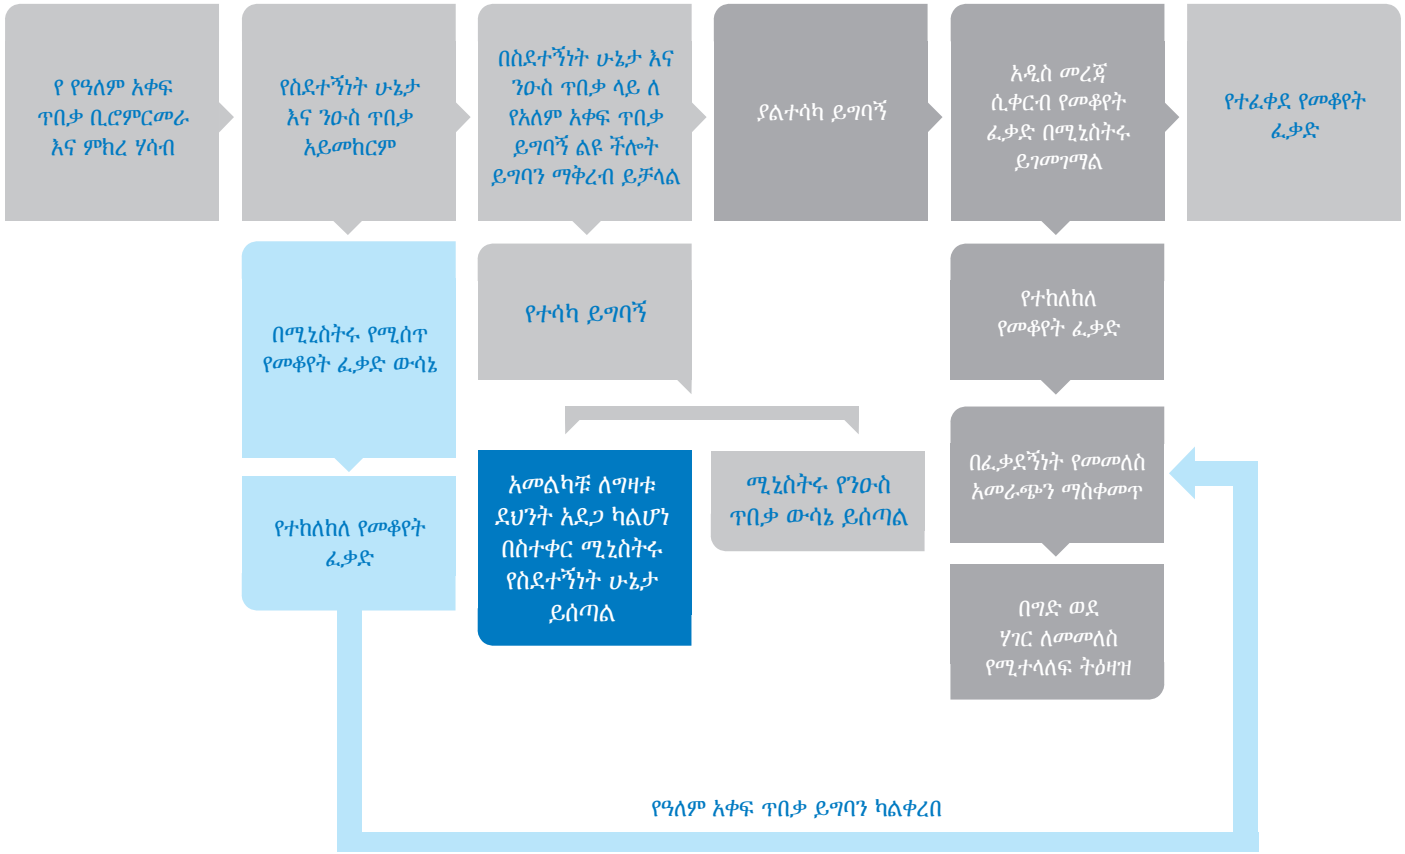 የ የዓለም አቀፍ
ጥበቃ ቢሮምርመራ
እና ምክረ ሃሳብ
የስደተኝነት ሁኔታ
እና ንዑስ ጥበቃ
አይመከርም
በስደተኝነት ሁኔታ እና
ንዑስ ጥበቃ ላይ ለ
የአለም አቀፍ ጥበቃ
ይግባኝ ልዩ ችሎት
ይግባን ማቅረብ ይቻላል
ያልተሳካ ይግባኝ
አዲስ መረጃ
ሲቀርብ የመቆየት
ፈቃድ በሚኒስትሩ
ይገመገማል
የተፈቀደ የመቆየት
ፈቃድ
በሚኒስትሩ የሚሰጥ
የመቆየት ፈቃድ ውሳኔ
የተሳካ ይግባኝ
የተከለከለ
የመቆየት ፈቃድ
የተከለከለ የመቆየት
ፈቃድ
አመልካቹ ለግዛቱ
ደህንት አደጋ ካልሆነ
በስተቀር ሚኒስትሩ
የስደተኝነት ሁኔታ
ይሰጣል
ሚኒስትሩ የንዑስ
ጥበቃ ውሳኔ ይሰጣል
በፈቃደኝነት የመመለስ
አመራጭን ማስቀመጥ
በግድ ወደ
ሃገር ለመመለስ
የሚተላለፍ ትዕዛዝ
የዓለም አቀፍ ጥበቃ ይግባን ካልቀረበ